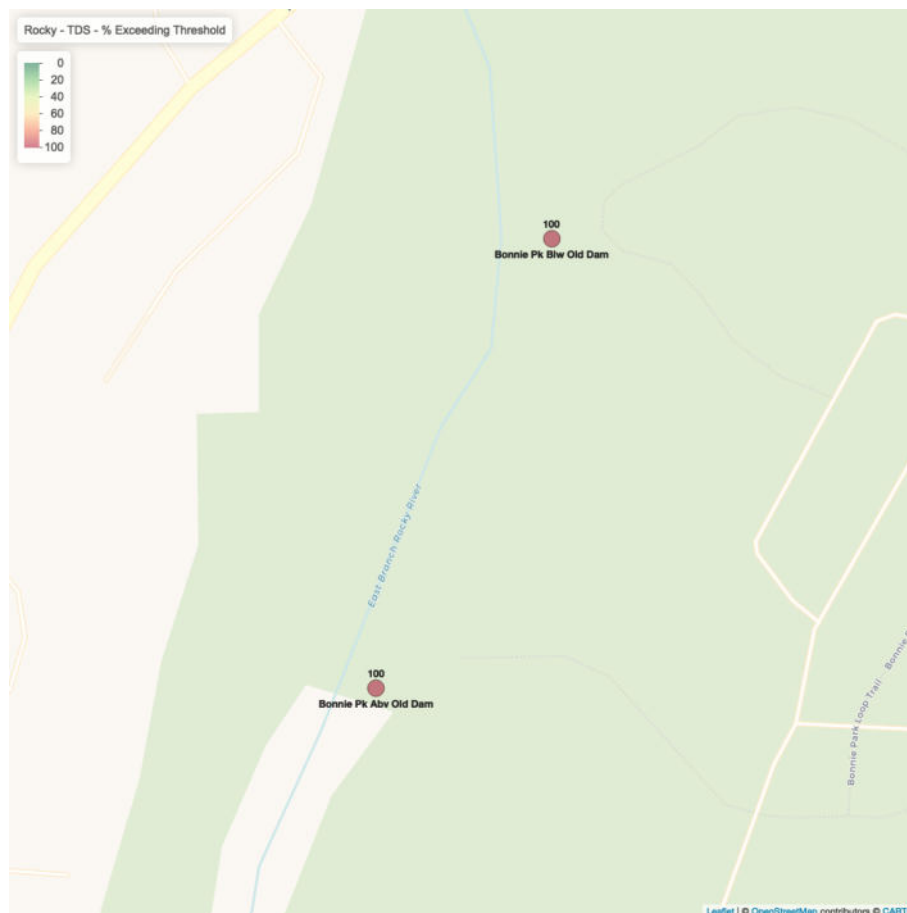 Rocky - TDS - % Exceeding Threshold
0
20
40
60
80
100
100
Bonnie Pk Blw Old Dam
East Branch Rocky River
100
Bonnie Pk Abv Old Dam
Bonnie Park Loop Trail - Bonnie
Leaflet | © OpenStreetMap contributors © CART